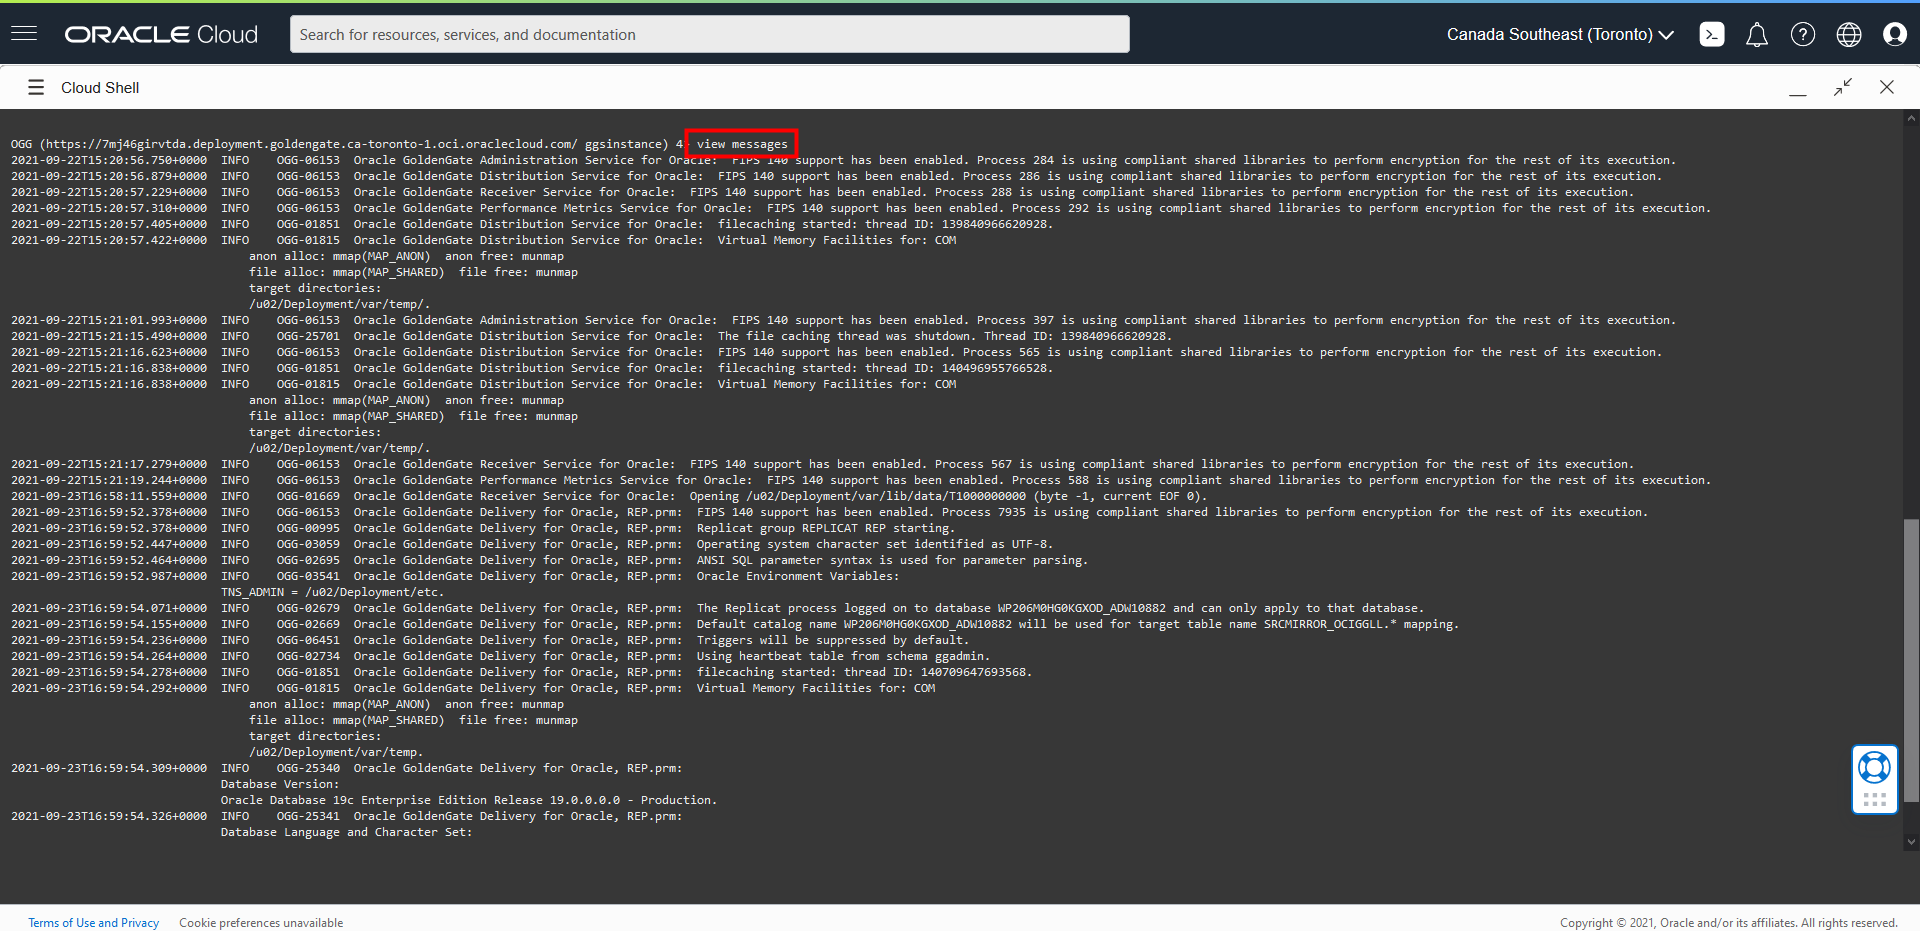 ORACLE Cloud
Search for resources, services, and documentation
Canada Southeast (Toronto)
Cloud Shell
OGG (https://7mj46girvtda.deployment.goldengate.ca-toronto-1.oci.oraclecloud.com/ ggsinstance) 4 view messages
2021-09-22T15:20:56.750+0000 INFO OGG-06153 Oracle GoldenGate Administration Service for Oracle: FIPS 140 support has been enabled. Process 284 is using compliant shared libraries to perform encryption for the rest of its execution.
2021-09-22T15:20:56.879+0000 INFO OGG-06153 Oracle GoldenGate Distribution Service for Oracle: FIPS 140 support has been enabled. Process 286 is using compliant shared libraries to perform encryption for the rest of its execution.
2021-09-22T15:20:57.229+0000 INFO OGG-06153 Oracle GoldenGate Receiver Service for Oracle: FIPS 140 support has been enabled. Process 288 is using compliant shared libraries to perform encryption for the rest of its execution.
2021-09-22T15:20:57.310+0000 INFO OGG-06153 Oracle GoldenGate Performance Metrics Service for Oracle: FIPS 140 support has been enabled. Process 292 is using compliant shared libraries to perform encryption for the rest of its execution.
2021-09-22T15:20:57.405+0000 INFO OGG-01851 Oracle GoldenGate Distribution Service for Oracle: filecaching started: thread ID: 139840966620928.
2021-09-22T15:20:57.422+0000 INFO OGG-01815 Oracle GoldenGate Distribution Service for Oracle: Virtual Memory Facilities for: COM
anon alloc: mmap(MAP_ANON) anon free: munmap
file alloc: mmap(MAP_SHARED) file free: munmap
target directories:
/u02/Deployment/var/temp/.
2021-09-22T15:21:01.993+0000 INFO OGG-06153 Oracle GoldenGate Administration Service for Oracle: FIPS 140 support has been enabled. Process 397 is using compliant shared libraries to perform encryption for the rest of its execution.
2021-09-22T15:21:15.490+0000 INFO OGG-25701 Oracle GoldenGate Distribution Service for Oracle: The file caching thread was shutdown. Thread ID: 139840966620928.
2021-09-22T15:21:16.623+0000 INFO OGG-06153 Oracle GoldenGate Distribution Service for Oracle: FIPS 140 support has been enabled. Process 565 is using compliant shared libraries to perform encryption for the rest of its execution.
2021-09-22T15:21:16.838+0000 INFO OGG-01851 Oracle GoldenGate Distribution Service for Oracle: filecaching started: thread ID: 140496955766528.
2021-09-22T15:21:16.838+0000 INFO OGG-01815 Oracle GoldenGate Distribution Service for Oracle: Virtual Memory Facilities for: COM
anon alloc: mmap(MAP_ANON) anon free: munmap
file alloc: mmap(MAP_SHARED) file free: munmap
target directories:
/u02/Deployment/var/temp/.
2021-09-22T15:21:17.279+0000 INFO OGG-06153 Oracle GoldenGate Receiver Service for Oracle: FIPS 140 support has been enabled. Process 567 is using compliant shared libraries to perform encryption for the rest of its execution.
2021-09-22T15:21:19.244+0000 INFO OGG-06153 Oracle GoldenGate Performance Metrics Service for Oracle: FIPS 140 support has been enabled. Process 588 is using compliant shared libraries to perform encryption for the rest of its execution.
2021-09-23T16:58:11.559+0000 INFO OGG-01669 Oracle GoldenGate Receiver Service for Oracle: Opening /u02/Deployment/var/lib/data/T1000000000 (byte -1, current EOF 0).
2021-09-23T16:59:52.378+0000 INFO OGG-06153 Oracle GoldenGate Delivery for Oracle, REP.prm: FIPS 140 support has been enabled. Process 7935 is using compliant shared libraries to perform encryption for the rest of its execution.
2021-09-23T16:59:52.378+0000 INFO OGG-00995 Oracle GoldenGate Delivery for Oracle, REP.prm: Replicat group REPLICAT REP starting.
2021-09-23T16:59:52.447+0000 INFO OGG-03059 Oracle GoldenGate Delivery for Oracle, REP.prm: Operating system character set identified as UTF-8.
2021-09-23T16:59:52.464+0000 INFO OGG-02695 Oracle GoldenGate Delivery for Oracle, REP.prm: ANSI SQL parameter syntax is used for parameter parsing.
2021-09-23T16:59:52.987+0000 INFO OGG-03541 Oracle GoldenGate Delivery for Oracle, REP.prm: Oracle Environment Variables:
TNS_ADMIN = /u02/Deployment/etc.
2021-09-23T16:59:54.071+0000 INFO OGG-02679 Oracle GoldenGate Delivery for Oracle, REP.prm: The Replicat process logged on to database WP206M0HG0KGXOD_ADW10882 and can only apply to that database.
2021-09-23T16:59:54.155+0000 INFO OGG-02669 Oracle GoldenGate Delivery for Oracle, REP.prm: Default catalog name WP206M0HG0KGXOD_ADW10882 will be used for target table name SRCMIRROR_OCIGGLL.* mapping.
2021-09-23T16:59:54.236+0000 INFO OGG-06451 Oracle GoldenGate Delivery for Oracle, REP.prm: Triggers will be suppressed by default.
2021-09-23T16:59:54.264+0000 INFO OGG-02734 Oracle GoldenGate Delivery for Oracle, REP.prm: Using heartbeat table from schema ggadmin.
2021-09-23T16:59:54.278+0000 INFO OGG-01851 Oracle GoldenGate Delivery for Oracle, REP.prm: filecaching started: thread ID: 140709647693568.
2021-09-23T16:59:54.292+0000 INFO OGG-01815 Oracle GoldenGate Delivery for Oracle, REP.prm: Virtual Memory Facilities for: COM
anon alloc: mmap(MAP_ANON) anon free: munmap
file alloc: mmap(MAP_SHARED) file free: munmap
target directories:
/u02/Deployment/var/temp.
2021-09-23T16:59:54.309+0000 INFO OGG-25340 Oracle GoldenGate Delivery for Oracle, REP.prm:
Database Version:
Oracle Database 19c Enterprise Edition Release 19.0.0.0.0 - Production.
2021-09-23T16:59:54.326+0000 INFO OGG-25341 Oracle GoldenGate Delivery for Oracle, REP.prm:
Database Language and Character Set:
Terms of Use and Privacy Cookie preferences unavailable Copyright © 2021, Oracle and/or its affiliates. All rights reserved.